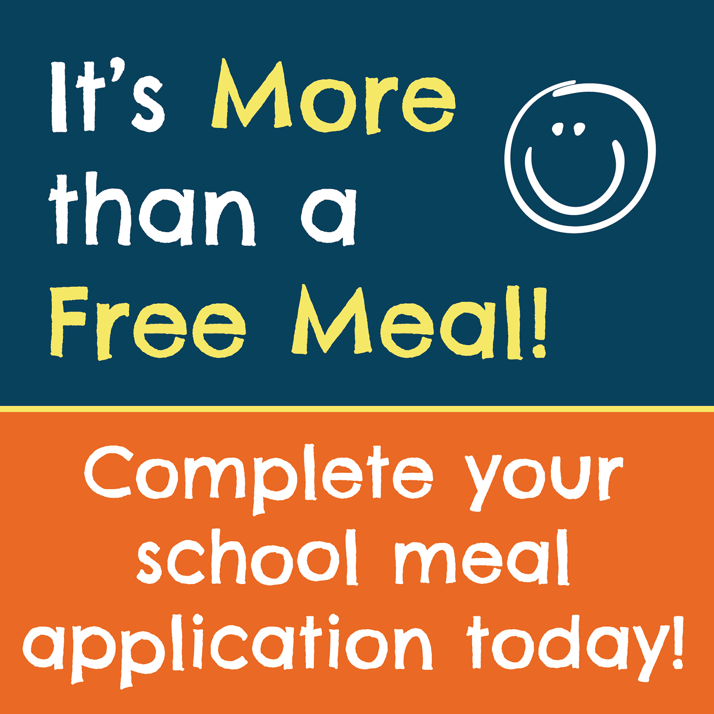 It's More
than a
Free Meal!
Complete your
school meal
application today!